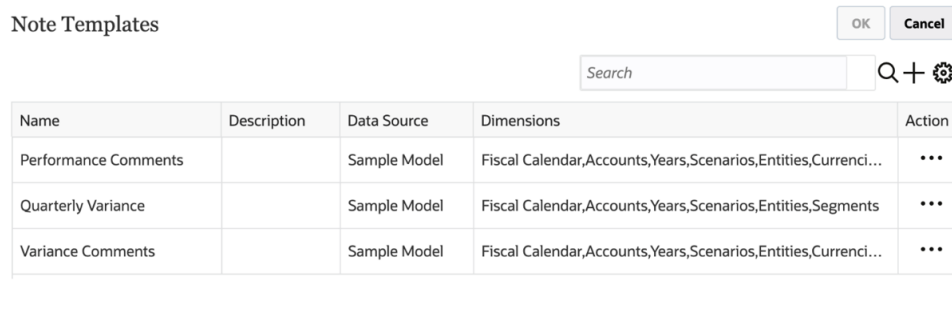 Note Templates
OK Cancel
Search
Name Description Data Source Dimensions Action
Performance Comments Sample Model Fiscal Calendar,Accounts,Years,Scenarios,Entities,Currenci... ...
Quarterly Variance Sample Model Fiscal Calendar,Accounts,Years,Scenarios,Entities,Segments ...
Variance Comments Sample Model Fiscal Calendar,Accounts,Years,Scenarios,Entities,Currenci... ...